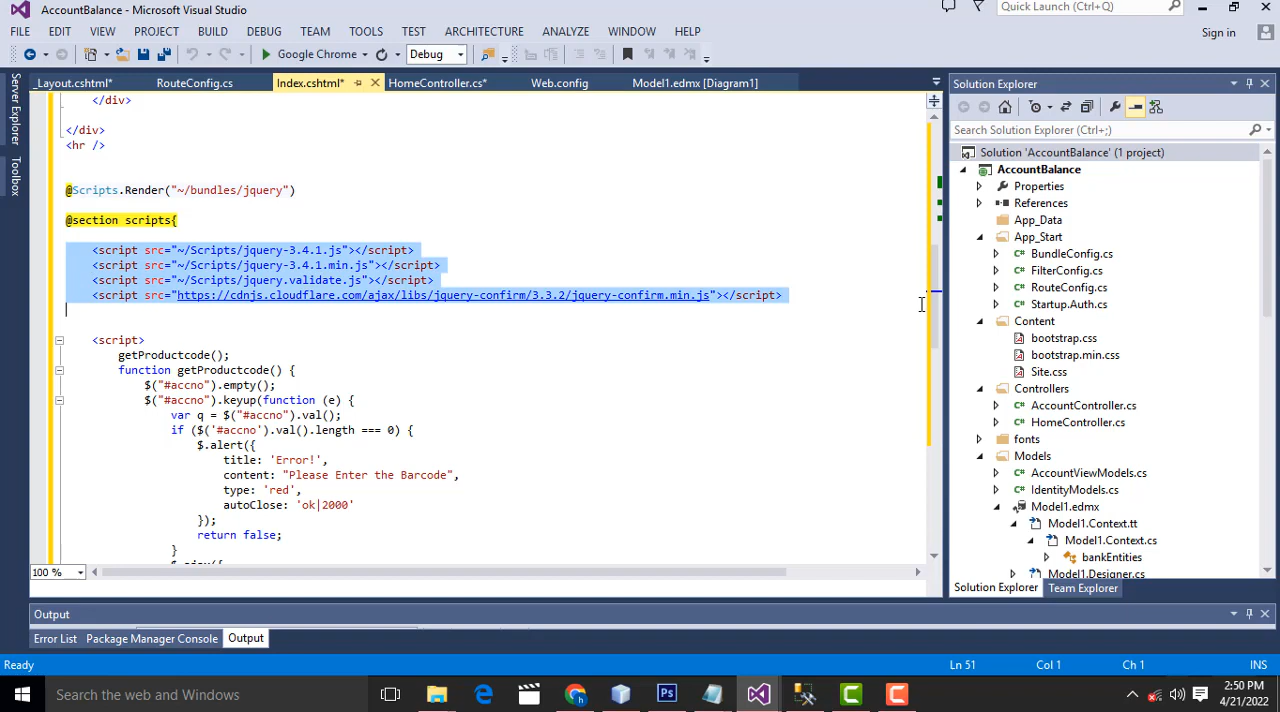 AccountBalance - Microsoft Visual Studio
Quick Launch (Ctrl+Q)
FILE EDIT VIEW PROJECT BUILD DEBUG TEAM TOOLS TEST ARCHITECTURE ANALYZE WINDOW HELP
Sign in
Google Chrome
Debug
_Layout.cshtml* RouteConfig.cs Index.cshtml* HomeController.cs* Web.config Model1.edmx [Diagram1]
Server Explorer
Toolbox
</div>
</div>
<hr />
@Scripts.Render("~/bundles/jquery")
@section scripts{
<script src="~/Scripts/jquery-3.4.1.js"></script>
<script src="~/Scripts/jquery-3.4.1.min.js"></script>
<script src="~/Scripts/jquery.validate.js"></script>
<script src="https://cdnjs.cloudflare.com/ajax/libs/jquery-confirm/3.3.2/jquery-confirm.min.js"></script>
<script>
getProductcode();
function getProductcode() {
$("#accno").empty();
$("#accno").keyup(function (e) {
var q = $("#accno").val();
if ($('#accno').val().length === 0) {
$.alert({
title: 'Error!',
content: "Please Enter the Barcode",
type: 'red',
autoClose: 'ok|2000'
});
return false;
}
100 %
Solution Explorer
Search Solution Explorer (Ctrl+;)
Solution 'AccountBalance' (1 project)
AccountBalance
Properties
References
App_Data
App_Start
BundleConfig.cs
FilterConfig.cs
RouteConfig.cs
Startup.Auth.cs
Content
bootstrap.css
bootstrap.min.css
Site.css
Controllers
AccountController.cs
HomeController.cs
fonts
Models
AccountViewModels.cs
IdentityModels.cs
Model1.edmx
Model1.Context.tt
Model1.Context.cs
bankEntities
Model1.Designer.cs
Solution Explorer Team Explorer
Output
Error List Package Manager Console Output
Ready
Ln 51 Col 1 Ch 1 INS
Search the web and Windows
Ps
2:50 PM
4/21/2022